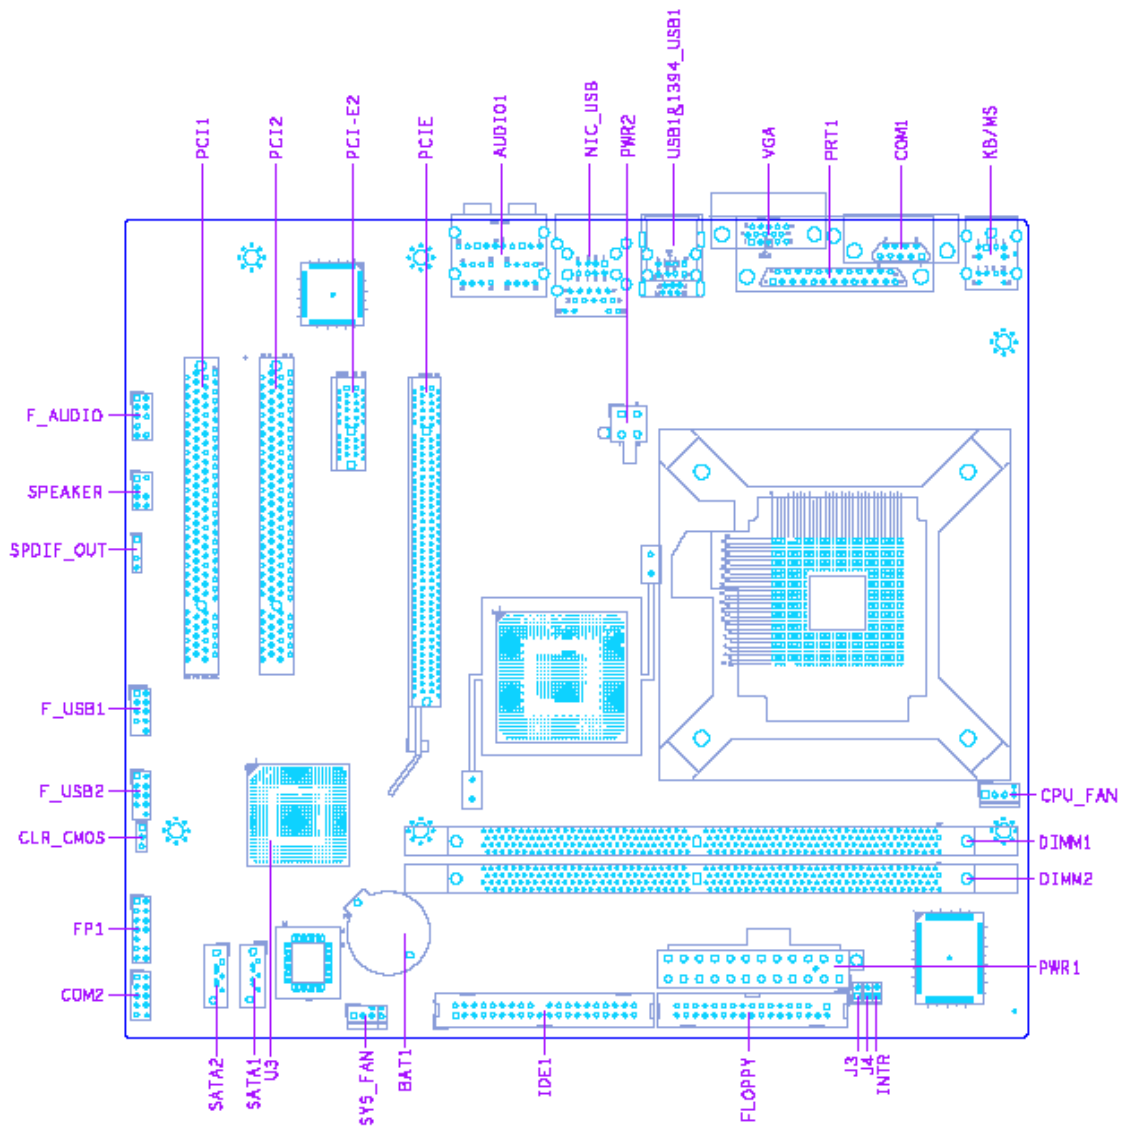 PCI1
PCI2
PCI-E2
PCIE
AUDIO1
NIC_USB
PWR2
USB1&1394_USB1
VGA
PRT1
COM1
KB/MS
F_AUDIO
SPEAKER
SPDIF_OUT
F_USB1
F_USB2
CLR_CMOS
FP1
COM2
CPU_FAN
DIMM1
DIMM2
PWR1
SATA2
SATA1
U3
SYS_FAN
BAT1
IDE1
FLOPPY
J3
J4
INTR